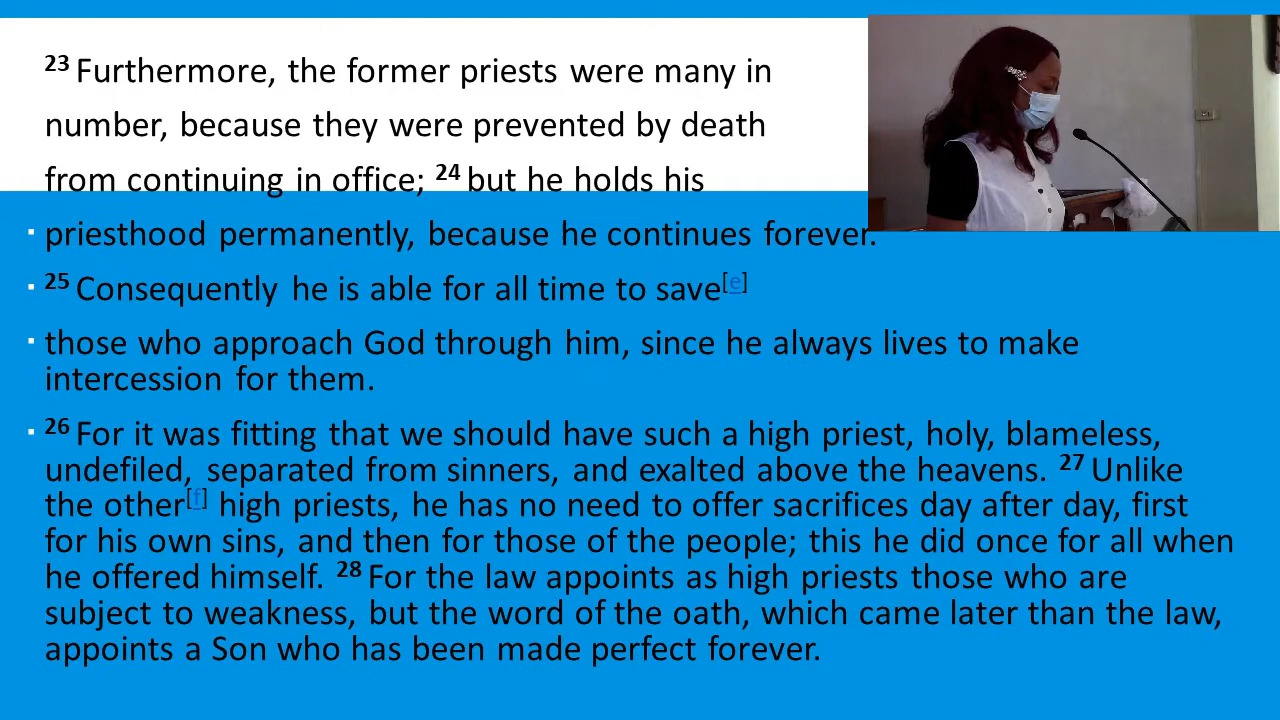 23 Furthermore, the former priests were many in
number, because they were prevented by death
from continuing in office; 24 but he holds his
▪ priesthood permanently, because he continues forever.
▪ 25 Consequently he is able for all time to save[e]
▪ those who approach God through him, since he always lives to make
intercession for them.
▪ 26 For it was fitting that we should have such a high priest, holy, blameless,
undefiled, separated from sinners, and exalted above the heavens. 27 Unlike
the other[f] high priests, he has no need to offer sacrifices day after day, first
for his own sins, and then for those of the people; this he did once for all when
he offered himself. 28 For the law appoints as high priests those who are
subject to weakness, but the word of the oath, which came later than the law,
appoints a Son who has been made perfect forever.